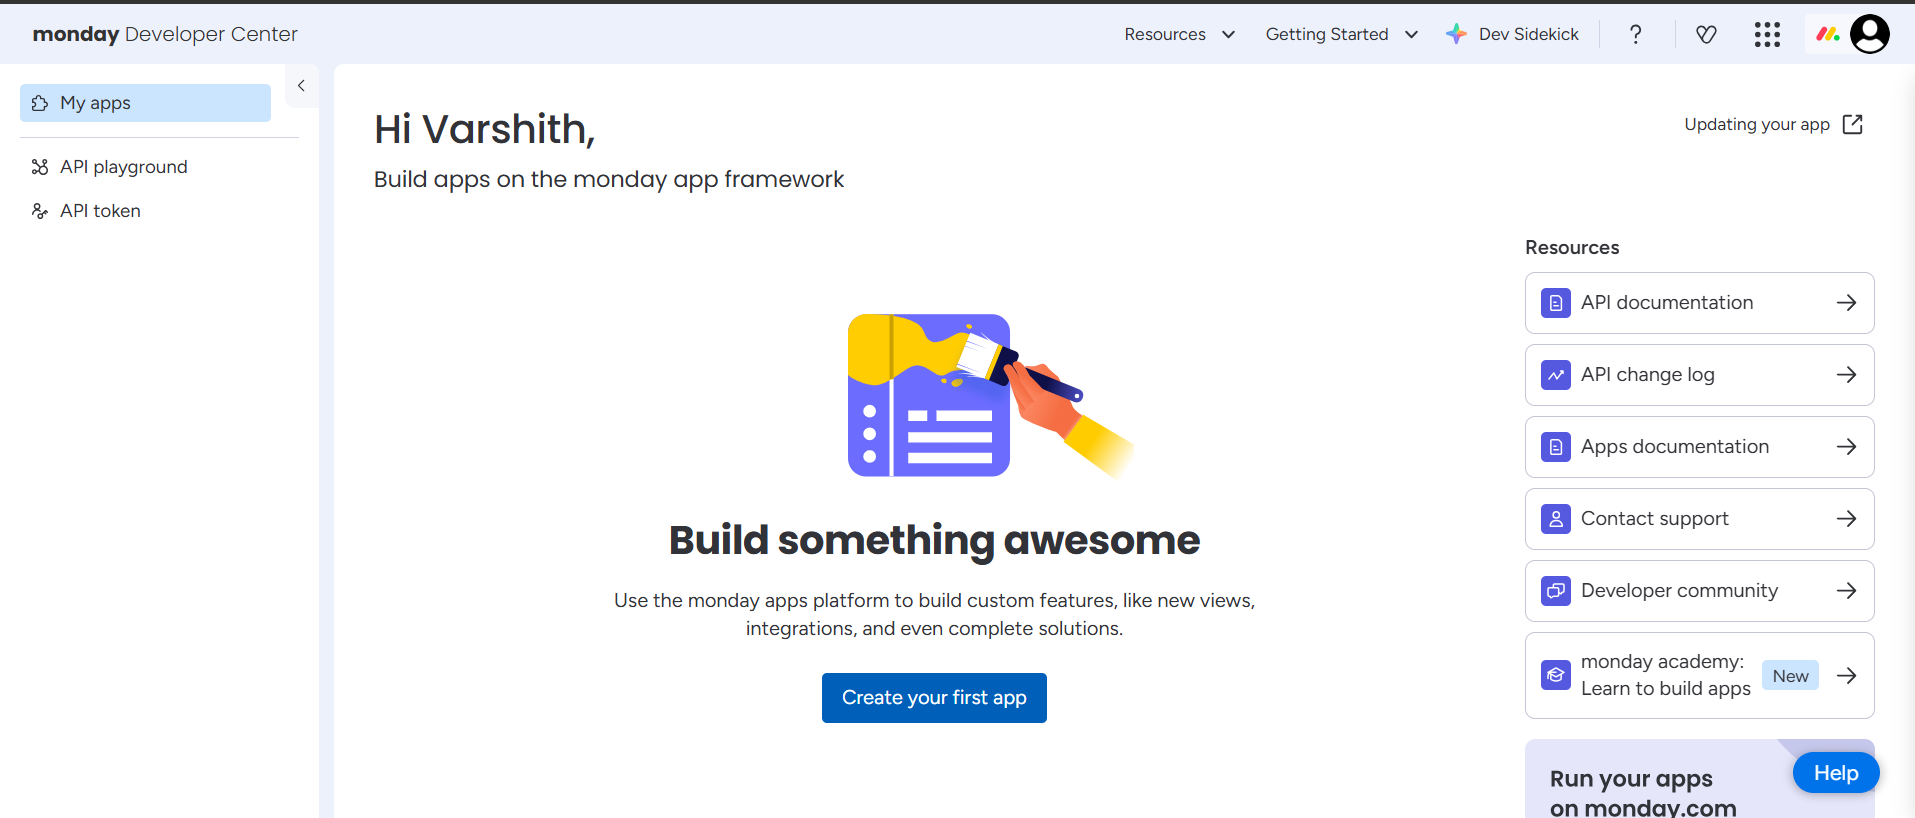 monday Developer Center
Resources
Getting Started
Dev Sidekick
?
My apps
API playground
API token
Hi Varshith,
Build apps on the monday app framework
Updating your app
Build something awesome
Use the monday apps platform to build custom features, like new views,
integrations, and even complete solutions.
Create your first app
Resources
API documentation
API change log
Apps documentation
Contact support
Developer community
monday academy:
Learn to build apps
New
Run your apps
on monday.com
Help